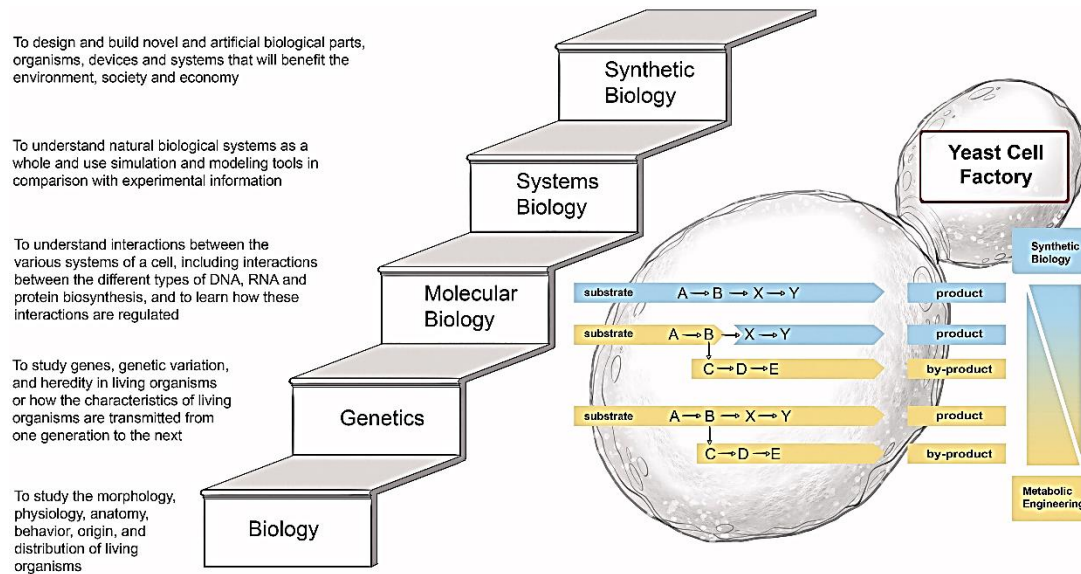 To design and build novel and artificial biological parts,
organisms, devices and systems that will benefit the
environment, society and economy
Synthetic
Biology
To understand natural biological systems as a
whole and use simulation and modeling tools in
comparison with experimental information
Systems
Biology
To understand interactions between the
various systems of a cell, including interactions
between the different types of DNA, RNA and
protein biosynthesis, and to learn how these
interactions are regulated
Molecular
Biology
To study genes, genetic variation,
and heredity in living organisms
or how the characteristics of living
organisms are transmitted from
one generation to the next
Genetics
To study the morphology,
physiology, anatomy,
behavior, origin, and
distribution of living
organisms
Biology
Yeast Cell
Factory
Synthetic
Biology
substrate A→B→X→Y product
substrate A→B→X→Y product
C→D→E by-product
substrate A→B→X→Y product
C→D→E by-product
Metabolic
Engineering